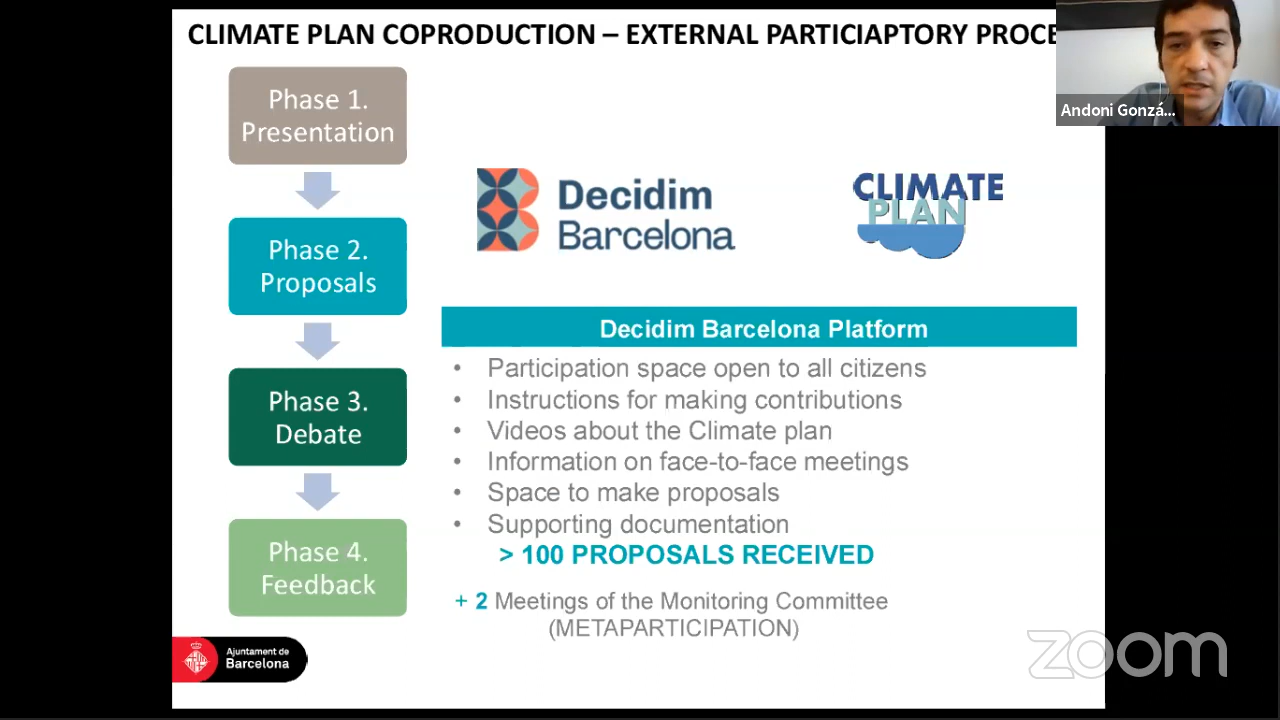 CLIMATE PLAN COPRODUCTION – EXTERNAL PARTICIAPTORY PROCE
Andoni Gonzá...
Phase 1.
Presentation
Phase 2.
Proposals
Phase 3.
Debate
Phase 4.
Feedback
Decidim
Barcelona
CLIMATE
PLAN
Decidim Barcelona Platform
• Participation space open to all citizens
• Instructions for making contributions
• Videos about the Climate plan
• Information on face-to-face meetings
• Space to make proposals
• Supporting documentation
> 100 PROPOSALS RECEIVED
+ 2 Meetings of the Monitoring Committee
(METAPARTICIPATION)
Ajuntament de
Barcelona
zoom